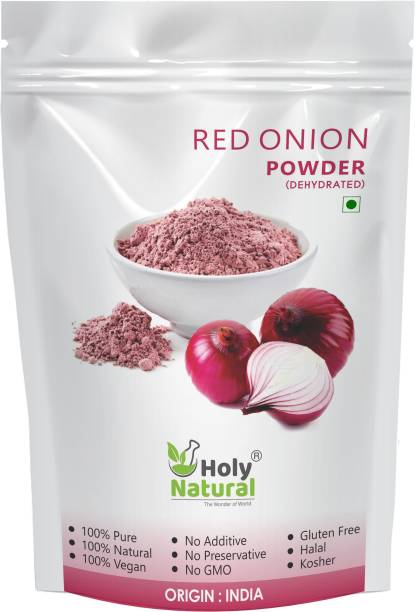 RED ONION
POWDER
(DEHYDRATED)
Holy ®
Natural
The Wonder of World
• 100% Pure
• 100% Natural
• 100% Vegan
• No Additive
• No Preservative
• No GMO
• Gluten Free
• Halal
• Kosher
ORIGIN : INDIA